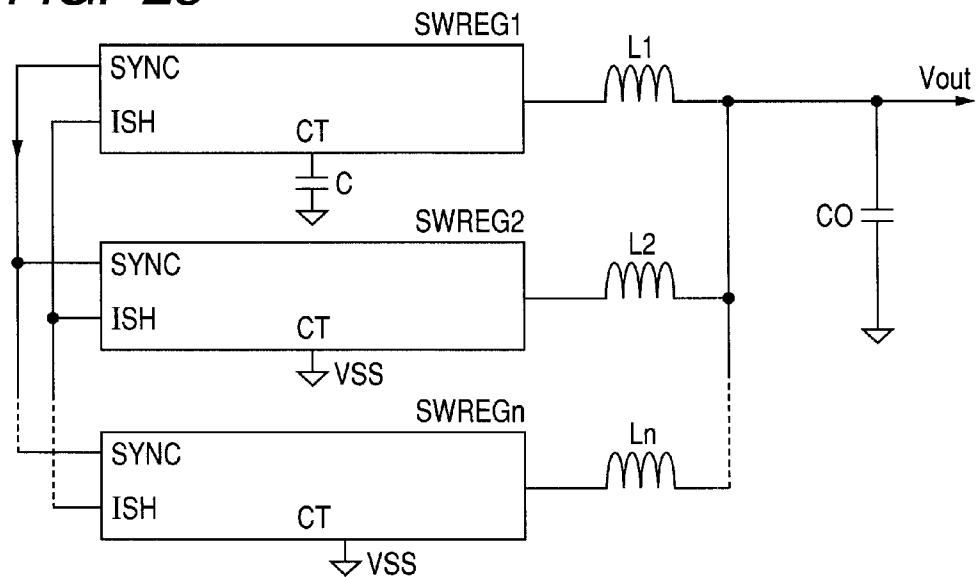 SWREG1
SYNC
ISH
CT
C
L1
Vout
CO
SWREG2
SYNC
ISH
CT
VSS
L2
SWREGn
SYNC
ISH
CT
VSS
Ln